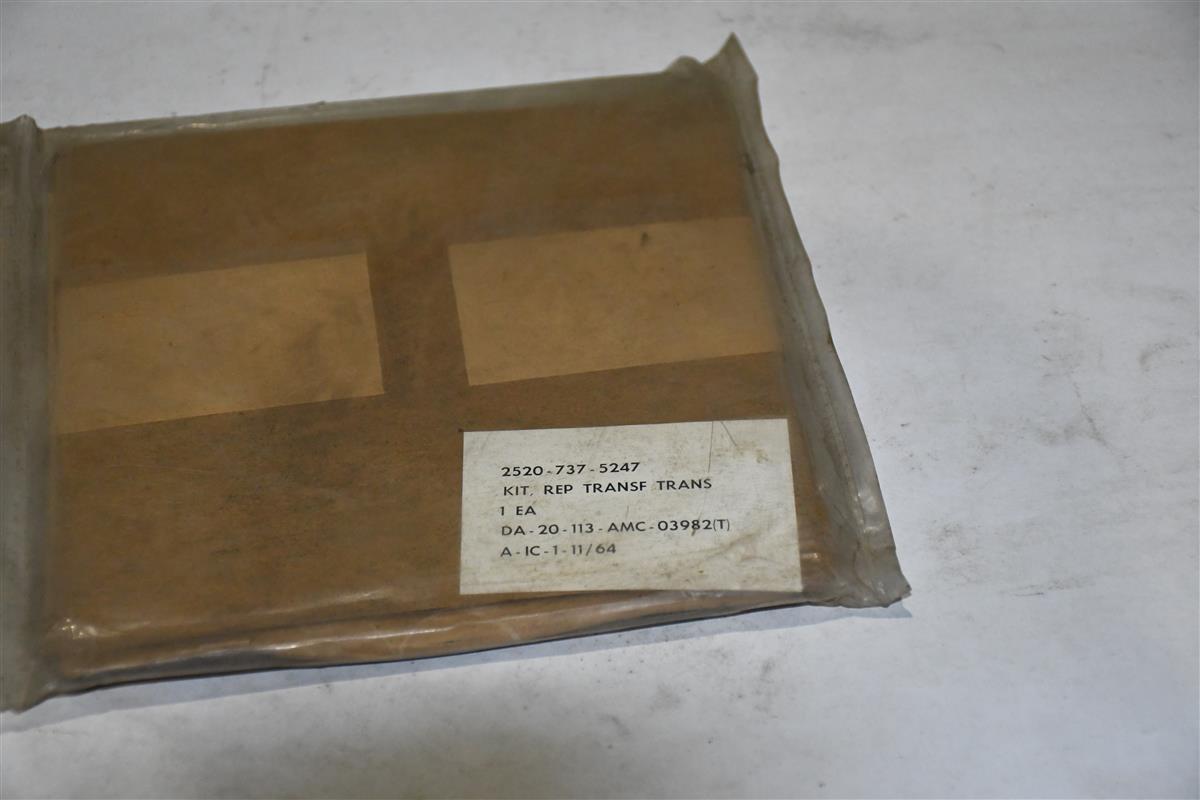 2520-737-5247
KIT, REP TRANSF TRANS
1 EA
DA-20-113-AMC-03982(T)
A-IC-1-11/64